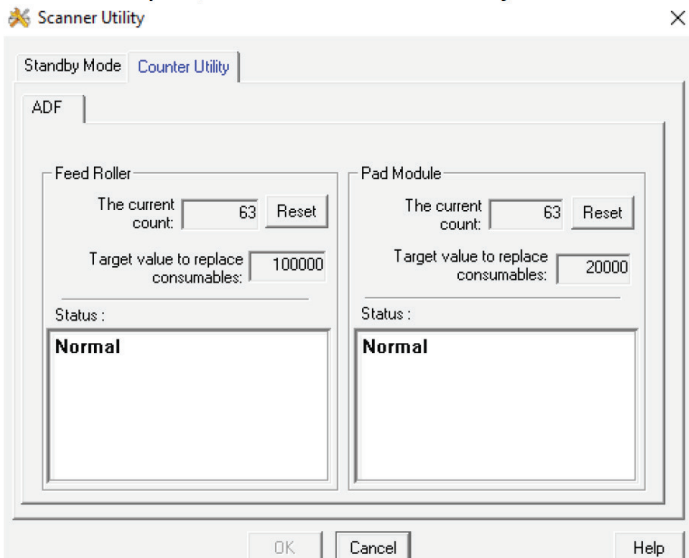 Scanner Utility
Standby Mode Counter Utility
ADF
Feed Roller
The current
count: 63 Reset
Target value to replace
consumables: 100000
Status :
Normal
Pad Module
The current
count: 63 Reset
Target value to replace
consumables: 20000
Status :
Normal
OK Cancel Help